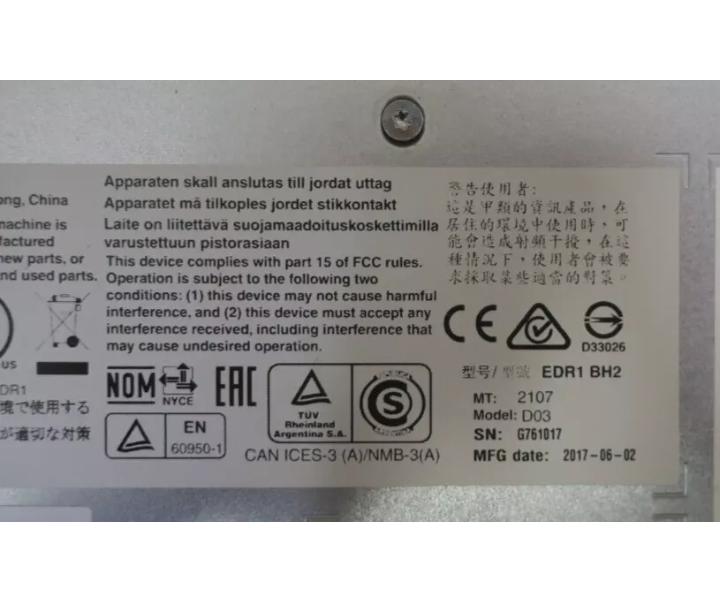 ong, China
machine is
factured
new parts, or
nd used parts.
US
DR1
境で使用する
が適切な対策
Apparaten skall anslutas till jordat uttag
Apparatet må tilkoples jordet stikkontakt
Laite on liitettävä suojamaadoituskoskettimilla
varustettuun pistorasiaan
This device complies with part 15 of FCC rules.
Operation is subject to the following two
conditions: (1) this device may not cause harmful
interference, and (2) this device must accept any
interference received, including interference that
may cause undesired operation.
NOM
NYCE
EAC
EN
60950-1
TÜV
Rheinland
Argentina S.A.
S
ARGENTINA
CAN ICES-3 (A)/NMB-3(A)
警告使用者:
這是甲類的資訊產品，在
居住的環境中使用時，可
能會造成射頻干擾，在這
種情況下，使用者會被要
求採取某些適當的對策。
CE
D33026
型号/型號 EDR1 BH2
MT: 2107
Model: D03
SN: G761017
MFG date: 2017-06-02